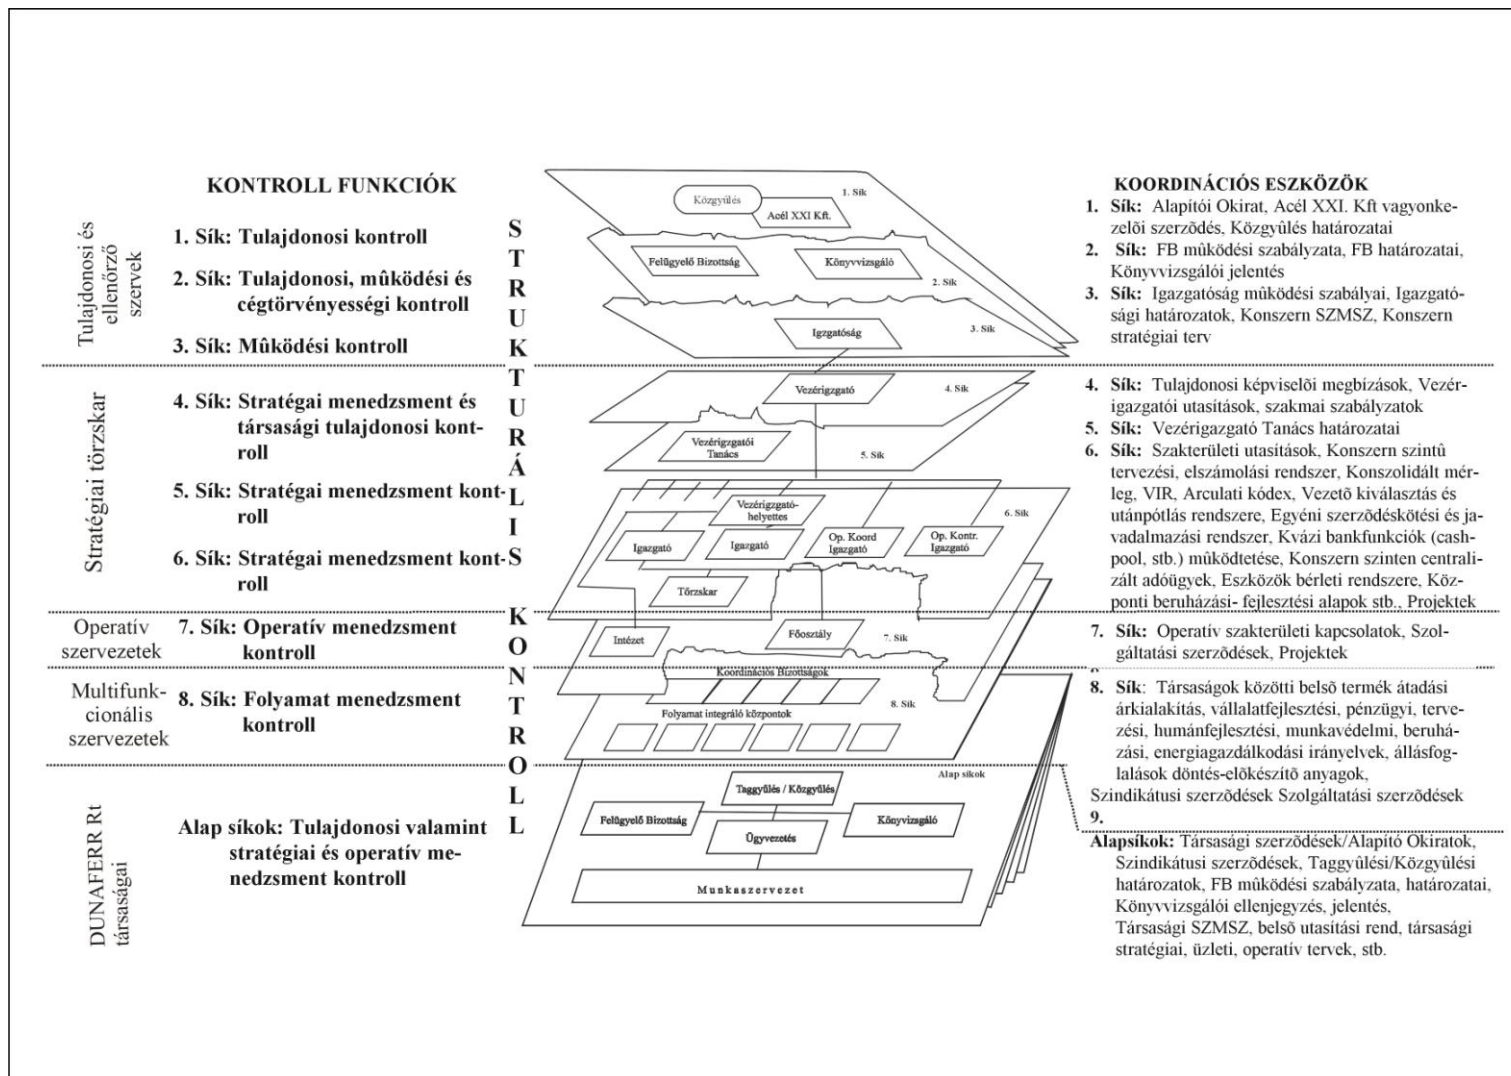 KONTROLL FUNKCIÓK
Tulajdonosi és
ellenőrző
szervek
1. Sík: Tulajdonosi kontroll
2. Sík: Tulajdonosi, mûködési és
cégtörvényességi kontroll
3. Sík: Mûködési kontroll
Stratégiai törzskar
4. Sík: Stratégai menedzsment és
társasági tulajdonosi kont-
roll
5. Sík: Stratégai menedzsment kont-
roll
6. Sík: Stratégai menedzsment kont-
roll
Operatív
szervezetek
7. Sík: Operatív menedzsment
kontroll
Multifunk-
cionális
szervezetek
8. Sík: Folyamat menedzsment
kontroll
DUNAFERR Rt
társaságai
Alap síkok: Tulajdonosi valamint
stratégiai és operatív me-
nedzsment kontroll
STRUKTURÁLIS KONTROLL
Közgyûlés
Acél XXI Kft.
1. Sík
Felügyelő Bizottság
Könyvvizsgáló
2. Sík
Igzgatóság
3. Sík
Vezérigzgató
4. Sík
Vezérigzgatói
Tanács
5. Sík
Vezérigzgató-
helyettes
6. Sík
Igazgató
Igazgató
Op. Koord
Igazgató
Op. Kontr.
Igazgató
Törzskar
Intézet
Főosztály
7. Sík
Koordinációs Bizottságok
8. Sík
Folyamat integráló központok
Alap síkok
Taggyûlés / Közgyûlés
Felügyelő Bizottság
Könyvizsgáló
Ügyvezetés
Munkaszervezet
KOORDINÁCIÓS ESZKÖZÖK
1. Sík: Alapítói Okirat, Acél XXI. Kft vagyonke-
zelõi szerzõdés, Közgyûlés határozatai
2. Sík: FB mûködési szabályzata, FB határozatai,
Könyvvizsgálói jelentés
3. Sík: Igazgatóság mûködési szabályai, Igazgató-
sági határozatok, Konszern SZMSZ, Konszern
stratégiai terv
4. Sík: Tulajdonosi képviselõi megbízások, Vezér-
igazgatói utasítások, szakmai szabályzatok
5. Sík: Vezérigazgató Tanács határozatai
6. Sík: Szakterületi utasítások, Konszern szintû
tervezési, elszámolási rendszer, Konszolidált mér-
leg, VIR, Arculati kódex, Vezetõ kiválasztás és
utánpótlás rendszere, Egyéni szerzõdéskötési és ja-
vadalmazási rendszer, Kvázi bankfunkciók (cash-
pool, stb.) mûködtetése, Konszern szinten centrali-
zált adóügyek, Eszközök bérleti rendszere, Köz-
ponti beruházási- fejlesztési alapok stb., Projektek
7. Sík: Operatív szakterületi kapcsolatok, Szol-
gáltatási szerzõdések, Projektek
8. Sík: Társaságok közötti belsõ termék átadási
árkialakítás, vállalatfejlesztési, pénzügyi, terve-
zési, humánfejlesztési, munkavédelmi, beruhá-
zási, energiagazdálkodási irányelvek, állásfog-
lalások döntés-elõkészítõ anyagok,
Szindikátusi szerzõdések Szolgáltatási szerzõdések
9.
Alapsíkok: Társasági szerzõdések/Alapító Okiratok,
Szindikátusi szerzõdések, Taggyûlési/Közgyûlési
határozatok, FB mûködési szabályzata, határozatai,
Könyvvizsgálói ellenjegyzés, jelentés,
Társasági SZMSZ, belsõ utasítási rend, társasági
stratégiai, üzleti, operatív tervek, stb.